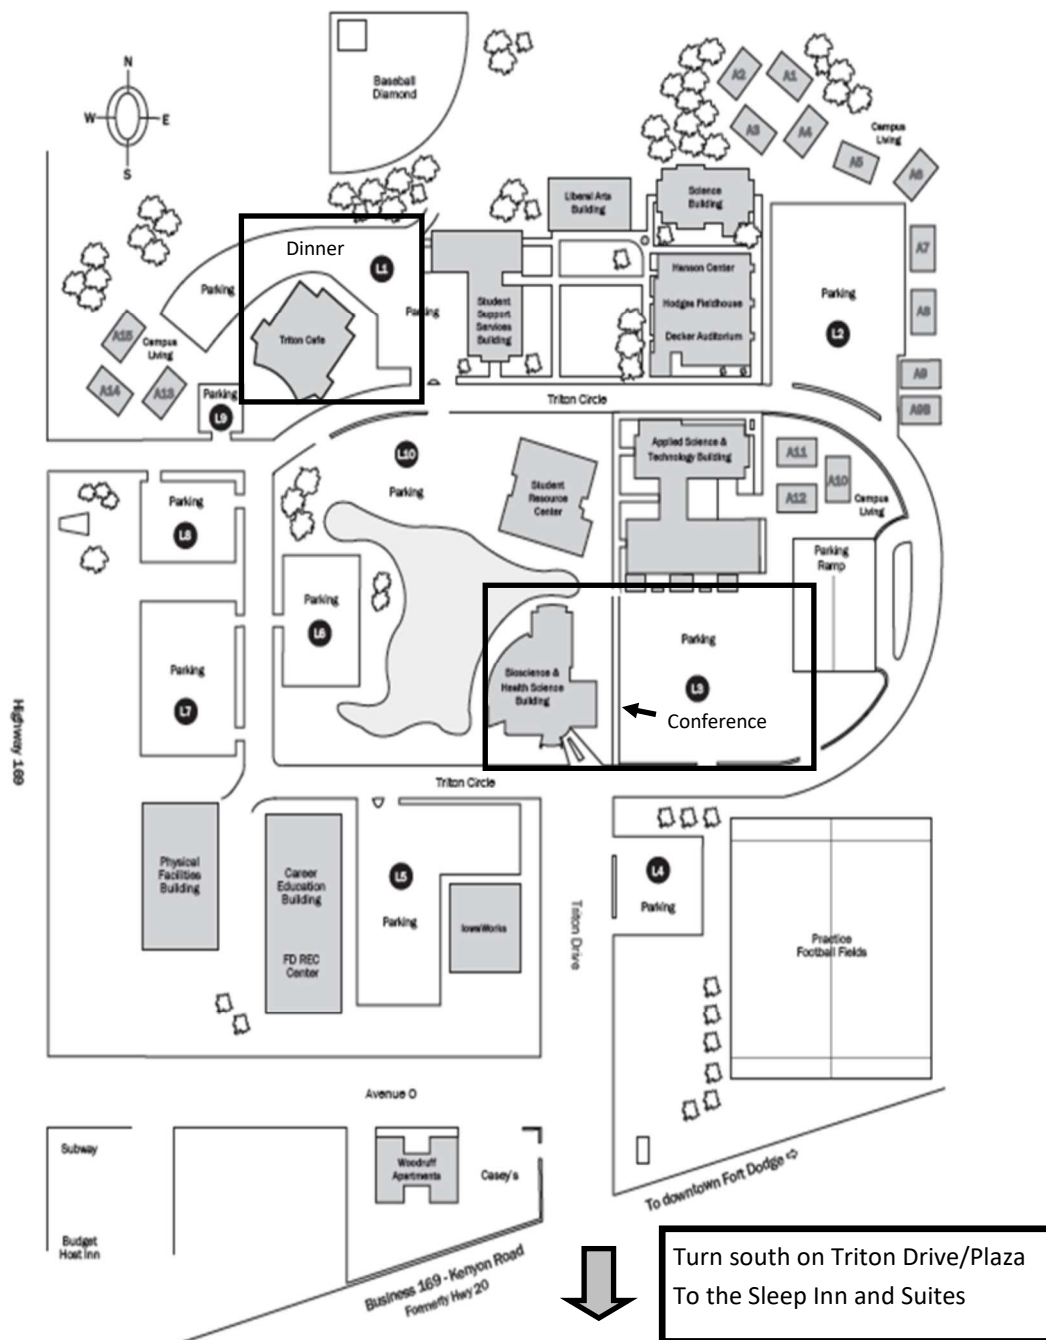 N
W
E
S
Baseball
Diamond
A2
A1
A3
A4
Campus
Living
A5
A6
Liberal Arts
Building
Science
Building
Dinner
L1
Parking
Parking
Triton Cafe
Student
Support
Services
Building
Hanson Center
Hodges Fieldhouse
Decker Auditorium
Parking
L2
A7
A8
A9
A9B
A15
Campus
Living
A14
A13
Parking
L9
Triton Circle
L10
Parking
Student
Resource
Center
Applied Science &
Technology Building
A11
A10
A12
Campus
Living
Parking
L8
Parking
Ramp
Parking
L6
Parking
L7
Bioscience &
Health Science
Building
Parking
L3
Conference
Highway 169
Triton Circle
Physical
Facilities
Building
Career
Education
Building
FD REC
Center
L5
Parking
IowaWorks
Triton Drive
L4
Parking
Practice
Football Fields
Avenue O
Subway
Budget
Host Inn
Woodruff
Apartments
Casey's
To downtown Fort Dodge ⇨
Business 169 - Kenyon Road
Formerly Hwy 20
Turn south on Triton Drive/Plaza
To the Sleep Inn and Suites